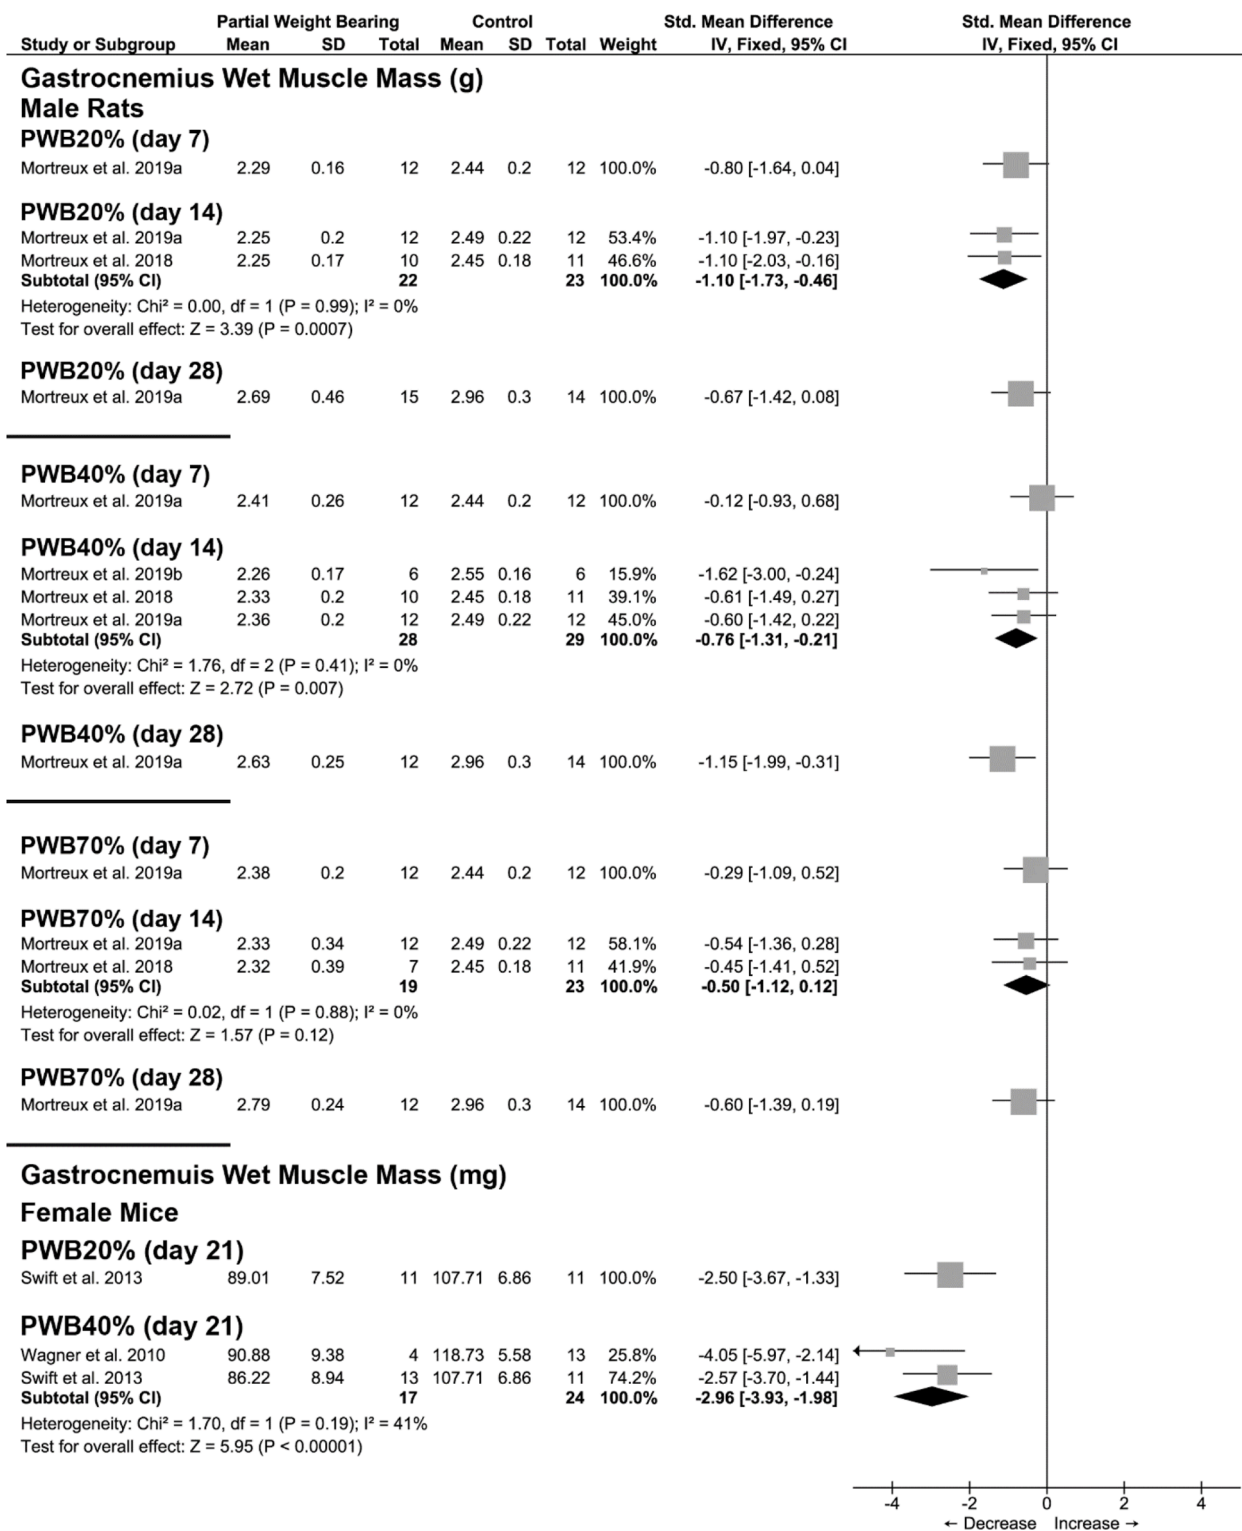 Partial Weight Bearing Control Std. Mean Difference Std. Mean Difference
Study or Subgroup Mean SD Total Mean SD Total Weight IV, Fixed, 95% CI IV, Fixed, 95% CI
Gastrocnemius Wet Muscle Mass (g)
Male Rats
PWB20% (day 7)
Mortreux et al. 2019a 2.29 0.16 12 2.44 0.2 12 100.0% -0.80 [-1.64, 0.04]
PWB20% (day 14)
Mortreux et al. 2019a 2.25 0.2 12 2.49 0.22 12 53.4% -1.10 [-1.97, -0.23]
Mortreux et al. 2018 2.25 0.17 10 2.45 0.18 11 46.6% -1.10 [-2.03, -0.16]
Subtotal (95% CI) 22 23 100.0% -1.10 [-1.73, -0.46]
Heterogeneity: Chi² = 0.00, df = 1 (P = 0.99); I² = 0%
Test for overall effect: Z = 3.39 (P = 0.0007)
PWB20% (day 28)
Mortreux et al. 2019a 2.69 0.46 15 2.96 0.3 14 100.0% -0.67 [-1.42, 0.08]
PWB40% (day 7)
Mortreux et al. 2019a 2.41 0.26 12 2.44 0.2 12 100.0% -0.12 [-0.93, 0.68]
PWB40% (day 14)
Mortreux et al. 2019b 2.26 0.17 6 2.55 0.16 6 15.9% -1.62 [-3.00, -0.24]
Mortreux et al. 2018 2.33 0.2 10 2.45 0.18 11 39.1% -0.61 [-1.49, 0.27]
Mortreux et al. 2019a 2.36 0.2 12 2.49 0.22 12 45.0% -0.60 [-1.42, 0.22]
Subtotal (95% CI) 28 29 100.0% -0.76 [-1.31, -0.21]
Heterogeneity: Chi² = 1.76, df = 2 (P = 0.41); I² = 0%
Test for overall effect: Z = 2.72 (P = 0.007)
PWB40% (day 28)
Mortreux et al. 2019a 2.63 0.25 12 2.96 0.3 14 100.0% -1.15 [-1.99, -0.31]
PWB70% (day 7)
Mortreux et al. 2019a 2.38 0.2 12 2.44 0.2 12 100.0% -0.29 [-1.09, 0.52]
PWB70% (day 14)
Mortreux et al. 2019a 2.33 0.34 12 2.49 0.22 12 58.1% -0.54 [-1.36, 0.28]
Mortreux et al. 2018 2.32 0.39 7 2.45 0.18 11 41.9% -0.45 [-1.41, 0.52]
Subtotal (95% CI) 19 23 100.0% -0.50 [-1.12, 0.12]
Heterogeneity: Chi² = 0.02, df = 1 (P = 0.88); I² = 0%
Test for overall effect: Z = 1.57 (P = 0.12)
PWB70% (day 28)
Mortreux et al. 2019a 2.79 0.24 12 2.96 0.3 14 100.0% -0.60 [-1.39, 0.19]
Gastrocnemuis Wet Muscle Mass (mg)
Female Mice
PWB20% (day 21)
Swift et al. 2013 89.01 7.52 11 107.71 6.86 11 100.0% -2.50 [-3.67, -1.33]
PWB40% (day 21)
Wagner et al. 2010 90.88 9.38 4 118.73 5.58 13 25.8% -4.05 [-5.97, -2.14]
Swift et al. 2013 86.22 8.94 13 107.71 6.86 11 74.2% -2.57 [-3.70, -1.44]
Subtotal (95% CI) 17 24 100.0% -2.96 [-3.93, -1.98]
Heterogeneity: Chi² = 1.70, df = 1 (P = 0.19); I² = 41%
Test for overall effect: Z = 5.95 (P < 0.00001)
-4 -2 0 2 4
← Decrease Increase →